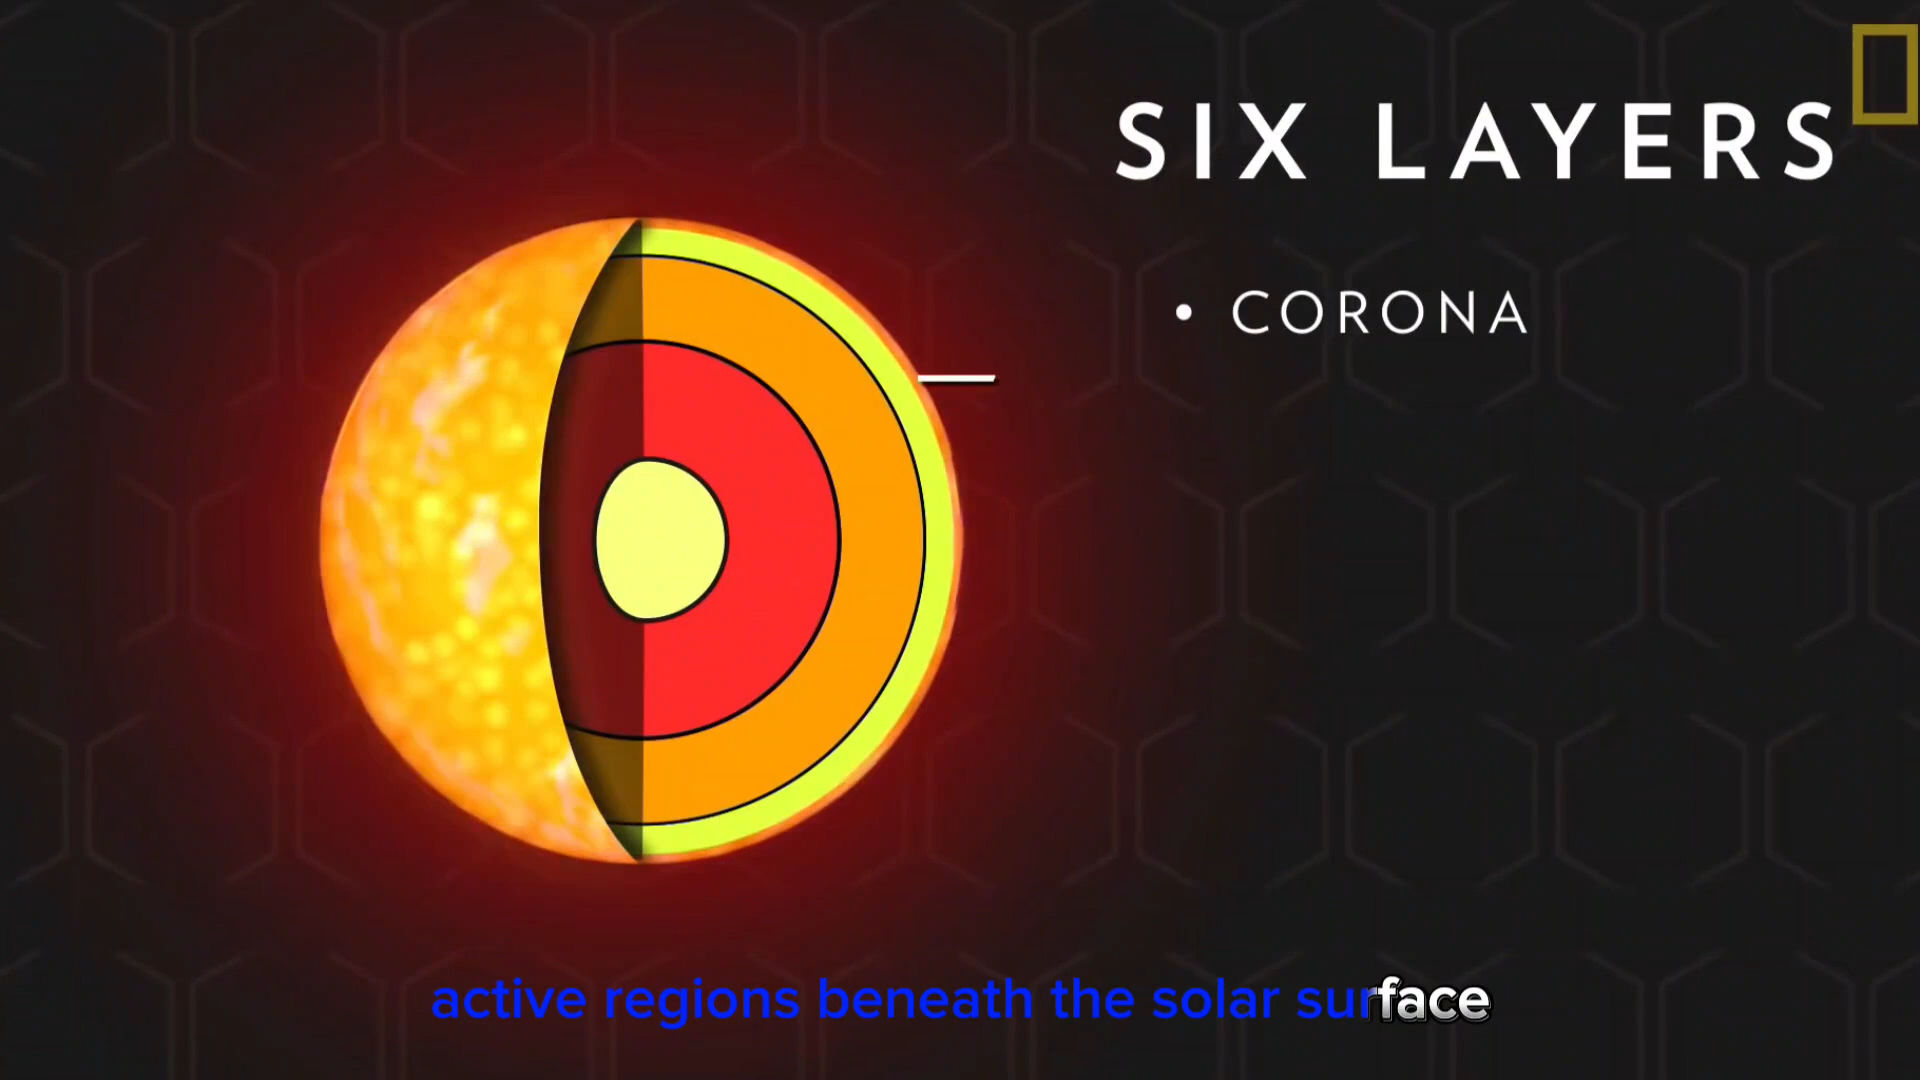 SIX LAYERS
• CORONA
active regions beneath the solar surface